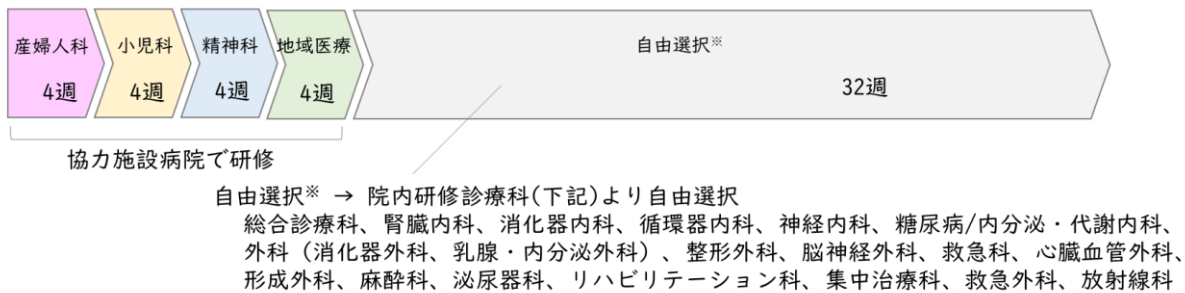 産婦人科
4週
小児科
4週
精神科
4週
地域医療
4週
自由選択※
32週
協力施設病院で研修
自由選択※ → 院内研修診療科(下記)より自由選択
総合診療科、腎臓内科、消化器内科、循環器内科、神経内科、糖尿病/内分泌・代謝内科、
外科（消化器外科、乳腺・内分泌外科）、整形外科、脳神経外科、救急科、心臓血管外科、
形成外科、麻酔科、泌尿器科、リハビリテーション科、集中治療科、救急外科、放射線科